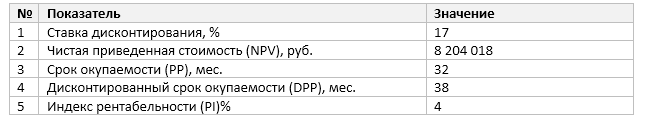 № Показатель Значение
1 Ставка дисконтирования, % 17
2 Чистая приведенная стоимость (NPV), руб. 8 204 018
3 Срок окупаемости (PP), мес. 32
4 Дисконтированный срок окупаемости (DPP), мес. 38
5 Индекс рентабельности (PI)% 4